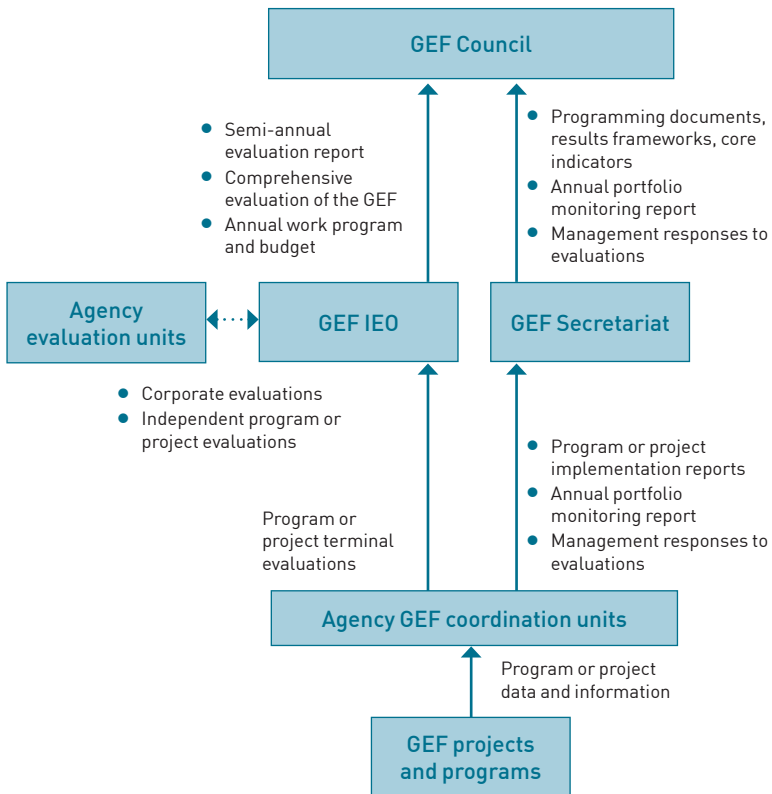 GEF Council
● Semi-annual
evaluation report
● Comprehensive
evaluation of the GEF
● Annual work program
and budget
● Programming documents,
results frameworks, core
indicators
● Annual portfolio
monitoring report
● Management responses to
evaluations
Agency
evaluation units
GEF IEO
GEF Secretariat
● Corporate evaluations
● Independent program or
project evaluations
Program or
project terminal
evaluations
● Program or project
implementation reports
● Annual portfolio
monitoring report
● Management responses to
evaluations
Agency GEF coordination units
Program or project
data and information
GEF projects
and programs